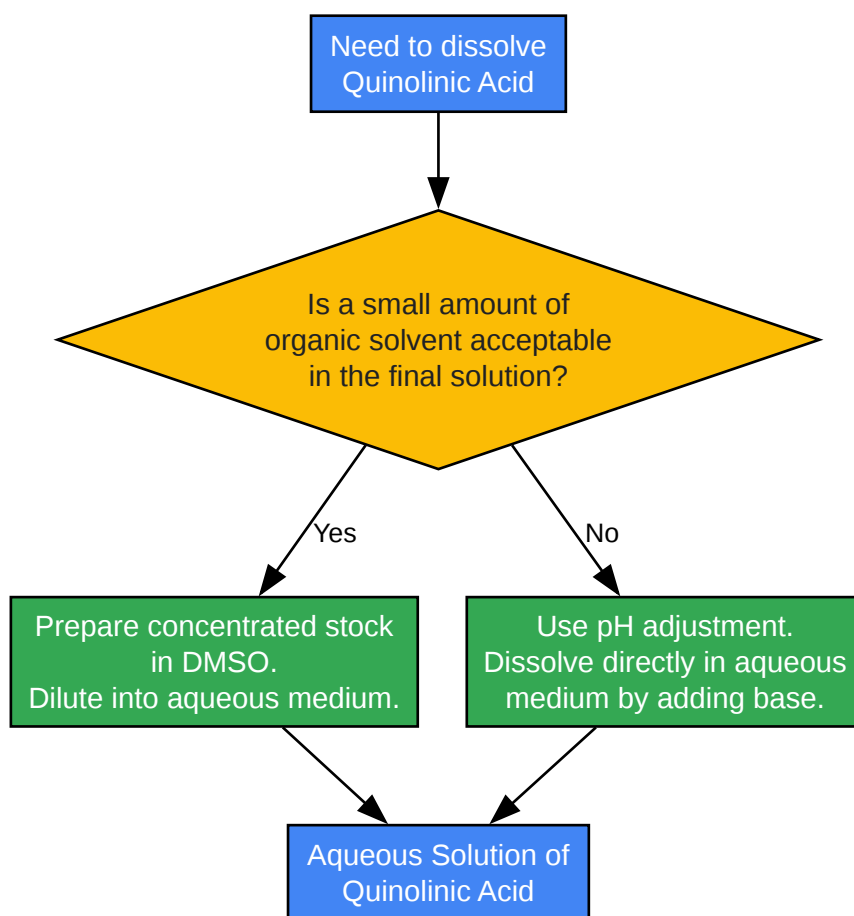 Need to dissolve
Quinolinic Acid
Is a small amount of
organic solvent acceptable
in the final solution?
Yes
No
Prepare concentrated stock
in DMSO.
Dilute into aqueous medium.
Use pH adjustment.
Dissolve directly in aqueous
medium by adding base.
Aqueous Solution of
Quinolinic Acid